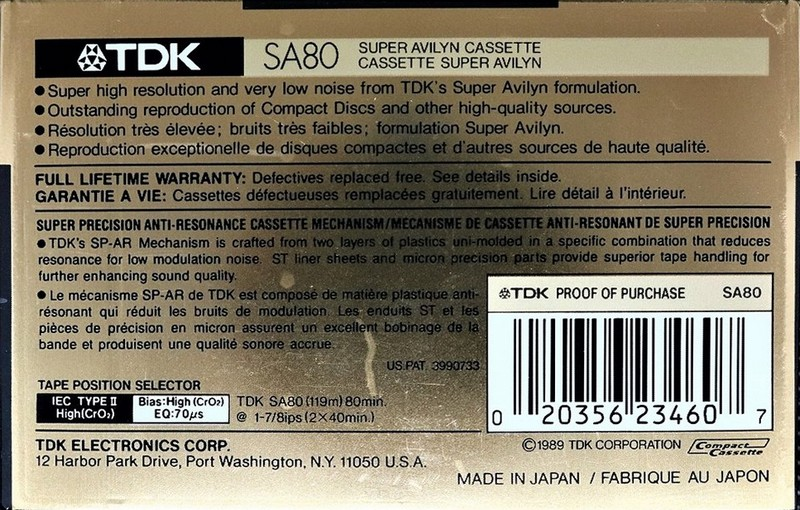 TDK SA80 SUPER AVILYN CASSETTE
CASSETTE SUPER AVILYN
● Super high resolution and very low noise from TDK's Super Avilyn formulation.
● Outstanding reproduction of Compact Discs and other high-quality sources.
● Résolution très élevée; bruits très faibles; formulation Super Avilyn.
● Reproduction exceptionelle de disques compactes et d'autres sources de haute qualité.
FULL LIFETIME WARRANTY: Defectives replaced free. See details inside.
GARANTIE A VIE: Cassettes défectueuses remplacées gratuitement. Lire détail à l'intérieur.
SUPER PRECISION ANTI-RESONANCE CASSETTE MECHANISM/MECANISME DE CASSETTE ANTI-RESONANT DE SUPER PRECISION
● TDK's SP-AR Mechanism is crafted from two layers of plastics uni-molded in a specific combination that reduces
resonance for low modulation noise. ST liner sheets and micron precision parts provide superior tape handling for
further enhancing sound quality.
● Le mécanisme SP-AR de TDK est composé de matière plastique anti-
résonant qui réduit les bruits de modulation. Les enduits ST et les
pièces de précision en micron assurent un excellent bobinage de la
bande et produisent une qualité sonore accrue.
US PAT. 3990733
TDK PROOF OF PURCHASE SA80
0 20356 23460 7
TAPE POSITION SELECTOR
IEC TYPE II
High(CrO₂)
Bias:High (CrO₂)
EQ:70µs
TDK SA80 (119m) 80min.
@ 1-7/8ips (2×40min.)
TDK ELECTRONICS CORP.
12 Harbor Park Drive, Port Washington, N.Y. 11050 U.S.A.
©1989 TDK CORPORATION
Compact
Cassette
MADE IN JAPAN / FABRIQUE AU JAPON